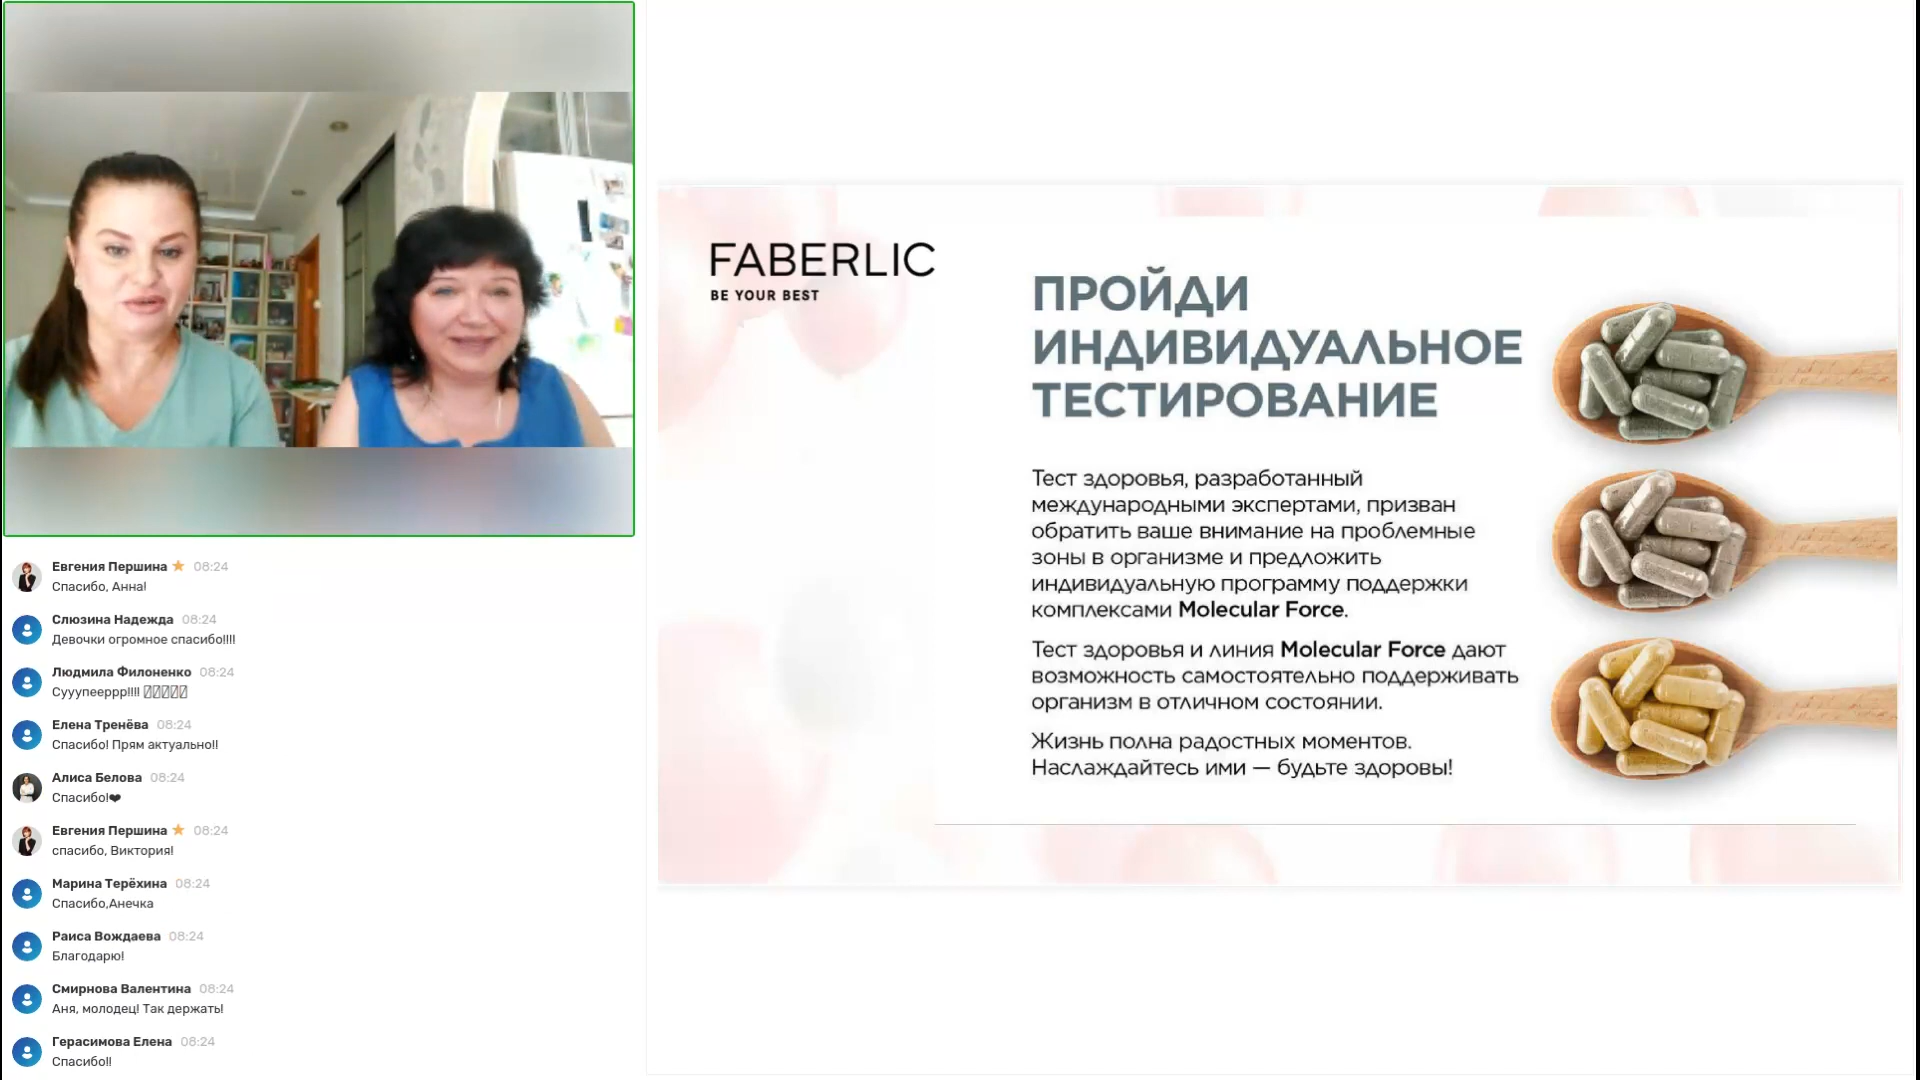 Евгения Першина 08:24
Спасибо, Анна!
Слюзина Надежда 08:24
Девочки огромное спасибо!!!!
Людмила Филоненко 08:24
Сууупееррр!!!!
Елена Тренёва 08:24
Спасибо! Прям актуально!!
Алиса Белова 08:24
Спасибо!❤
Евгения Першина 08:24
спасибо, Виктория!
Марина Терёхина 08:24
Спасибо,Анечка
Раиса Вождаева 08:24
Благодарю!
Смирнова Валентина 08:24
Аня, молодец! Так держать!
Герасимова Елена 08:24
Спасибо!!
FABERLIC
BE YOUR BEST
ПРОЙДИ
ИНДИВИДУАЛЬНОЕ
ТЕСТИРОВАНИЕ
Тест здоровья, разработанный
международными экспертами, призван
обратить ваше внимание на проблемные
зоны в организме и предложить
индивидуальную программу поддержки
комплексами Molecular Force.
Тест здоровья и линия Molecular Force дают
возможность самостоятельно поддерживать
организм в отличном состоянии.
Жизнь полна радостных моментов.
Наслаждайтесь ими — будьте здоровы!